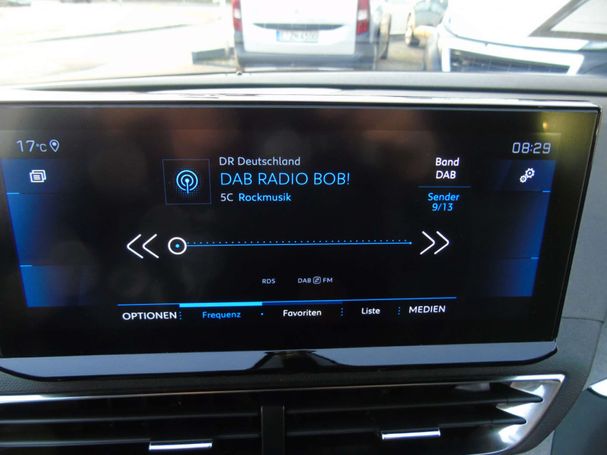 17°C 08:29
DR Deutschland
DAB RADIO BOB!
5C Rockmusik
Band
DAB
Sender
9/13
RDS DAB FM
OPTIONEN Frequenz Favoriten Liste MEDIEN